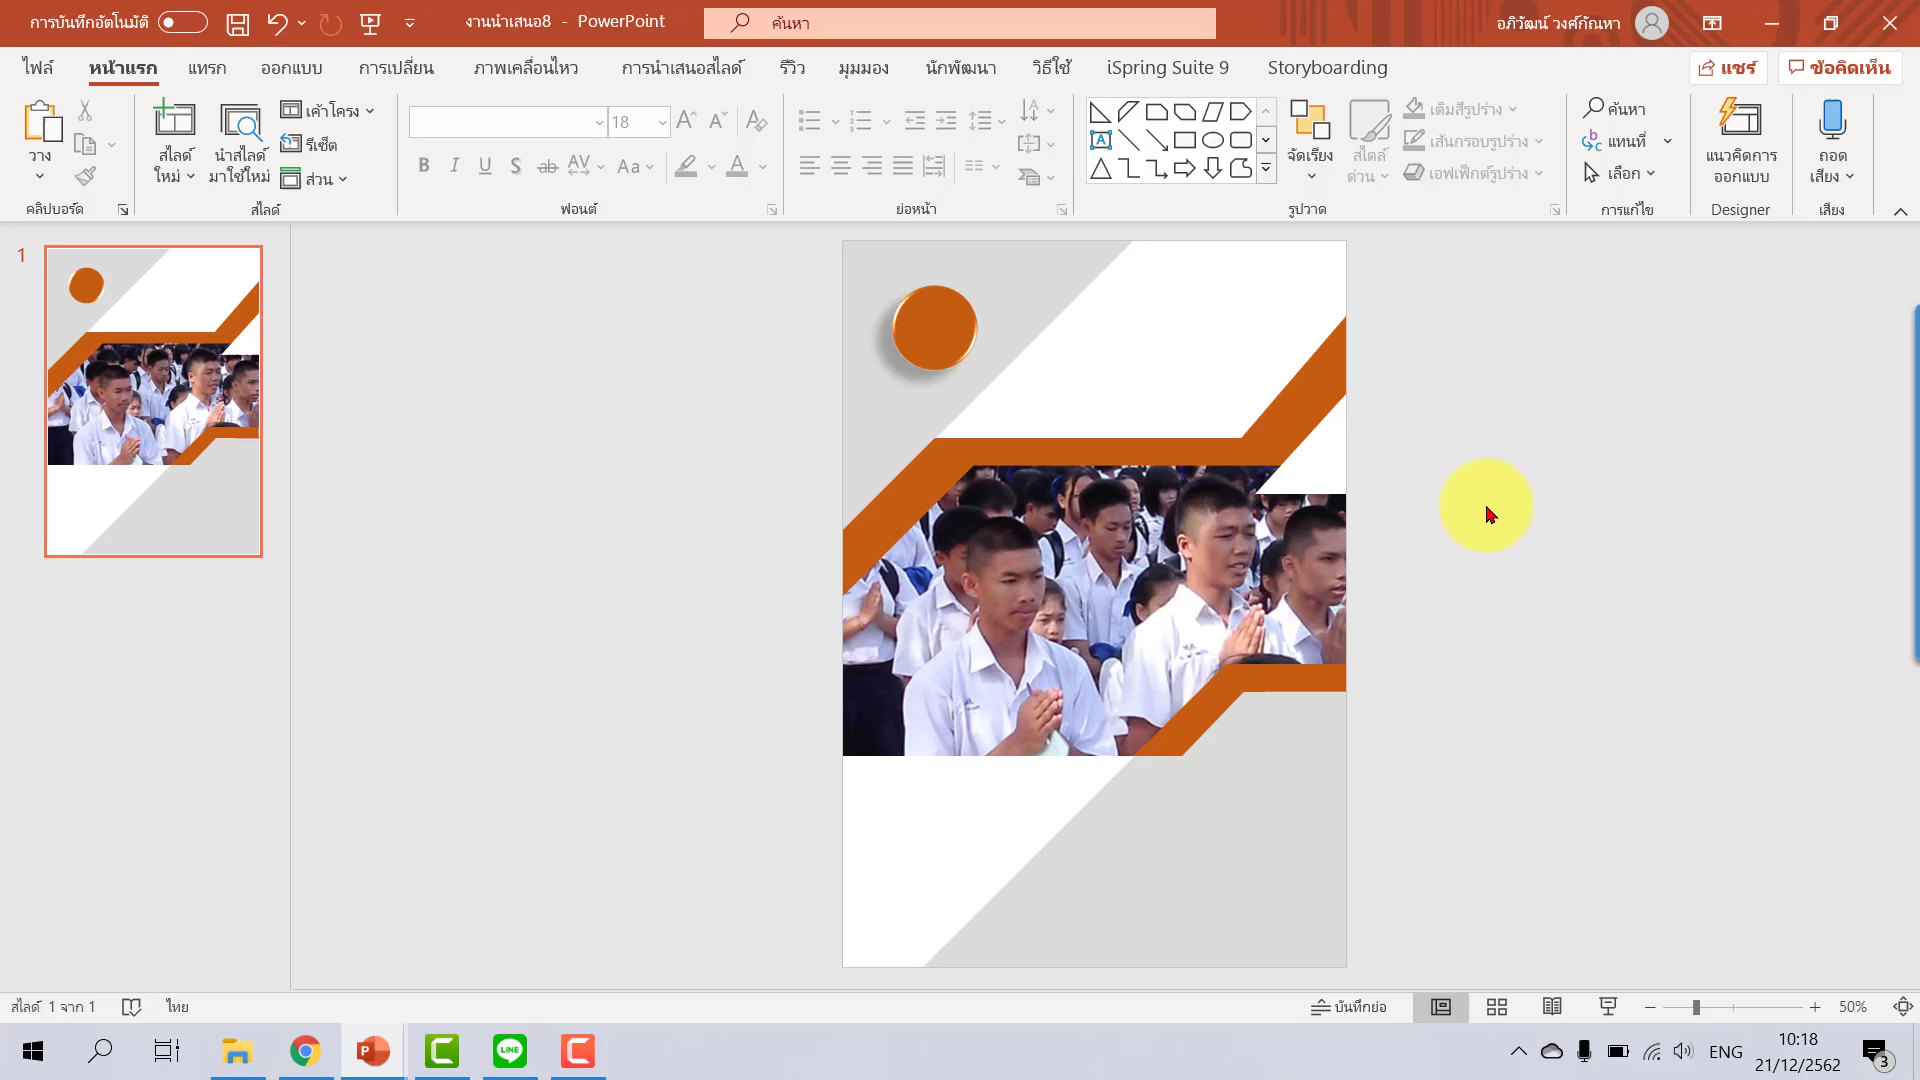 การบันทึกอัตโนมัติ
งานนำเสนอ8 - PowerPoint
ค้นหา
อภิวัฒน์ วงศ์กัณหา
ไฟล์ หน้าแรก แทรก ออกแบบ การเปลี่ยน ภาพเคลื่อนไหว การนำเสนอสไลด์ รีวิว มุมมอง นักพัฒนา วิธีใช้ iSpring Suite 9 Storyboarding
แชร์ ข้อคิดเห็น
วาง
คลิปบอร์ด
สไลด์
ใหม่
นำสไลด์
มาใช้ใหม่
เค้าโครง
รีเซ็ต
ส่วน
สไลด์
18
B I U S ab AV Aa A
ฟอนต์
ย่อหน้า
จัดเรียง
สไตล์
ด่วน
เติมสีรูปร่าง
เส้นกรอบรูปร่าง
เอฟเฟ็กต์รูปร่าง
รูปวาด
ค้นหา
แทนที่
เลือก
การแก้ไข
แนวคิดการ
ออกแบบ
Designer
ถอด
เสียง
เสียง
1
สไลด์ 1 จาก 1
ไทย
บันทึกย่อ
50%
LINE
ENG
10:18
21/12/2562
3